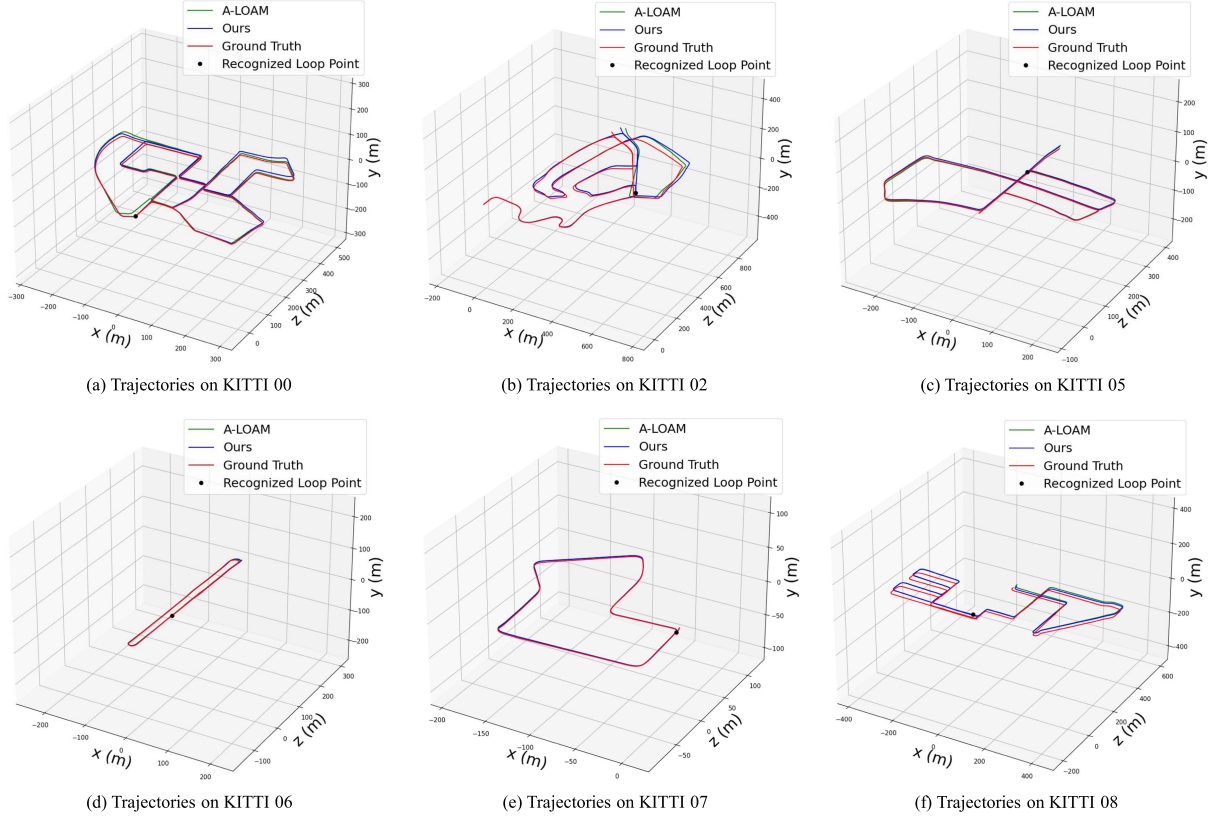 A-LOAM
Ours
Ground Truth
Recognized Loop Point
300
200
100
0
−100
−200
−300
y (m)
−300
−200
−100
0
100
200
300
x (m)
0
100
200
300
400
500
z (m)
(a) Trajectories on KITTI 00
A-LOAM
Ours
Ground Truth
Recognized Loop Point
400
200
0
−200
−400
y (m)
−200
0
200
400
600
800
x (m)
0
200
400
600
800
z (m)
(b) Trajectories on KITTI 02
A-LOAM
Ours
Ground Truth
Recognized Loop Point
200
100
0
−100
−200
y (m)
−200
−100
0
100
200
x (m)
−100
0
100
200
300
400
z (m)
(c) Trajectories on KITTI 05
A-LOAM
Ours
Ground Truth
Recognized Loop Point
200
100
0
−100
−200
y (m)
−200
−100
0
100
200
x (m)
−100
0
100
200
300
z (m)
(d) Trajectories on KITTI 06
A-LOAM
Ours
Ground Truth
Recognized Loop Point
100
50
0
−50
−100
y (m)
−200
−150
−100
−50
0
x (m)
−50
0
50
100
z (m)
(e) Trajectories on KITTI 07
A-LOAM
Ours
Ground Truth
Recognized Loop Point
400
200
0
−200
−400
y (m)
−400
−200
0
200
400
x (m)
−200
0
200
400
600
z (m)
(f) Trajectories on KITTI 08